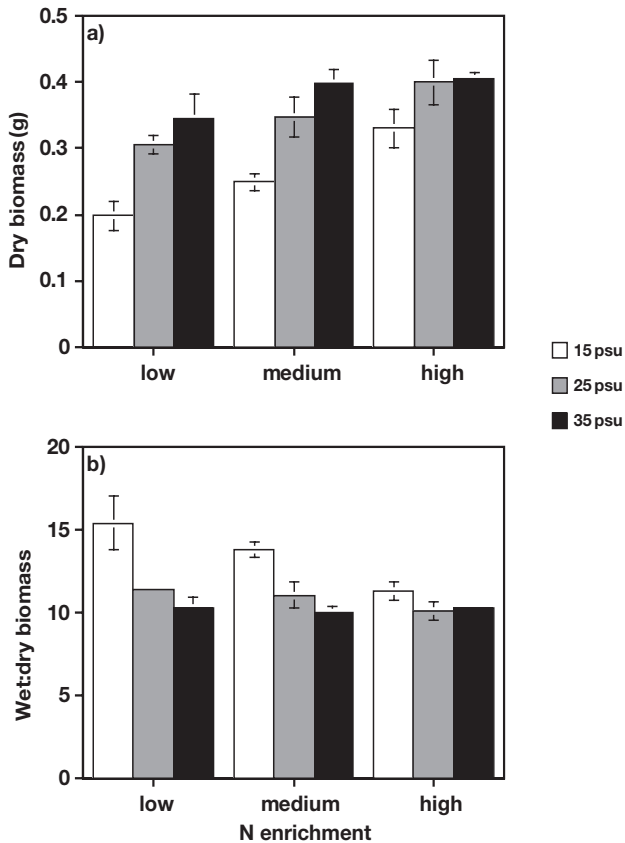 a)
0.5
0.4
0.3
0.2
0.1
0
Dry biomass (g)
low medium high
15 psu
25 psu
35 psu
b)
20
15
10
5
0
Wet:dry biomass
low medium high
N enrichment